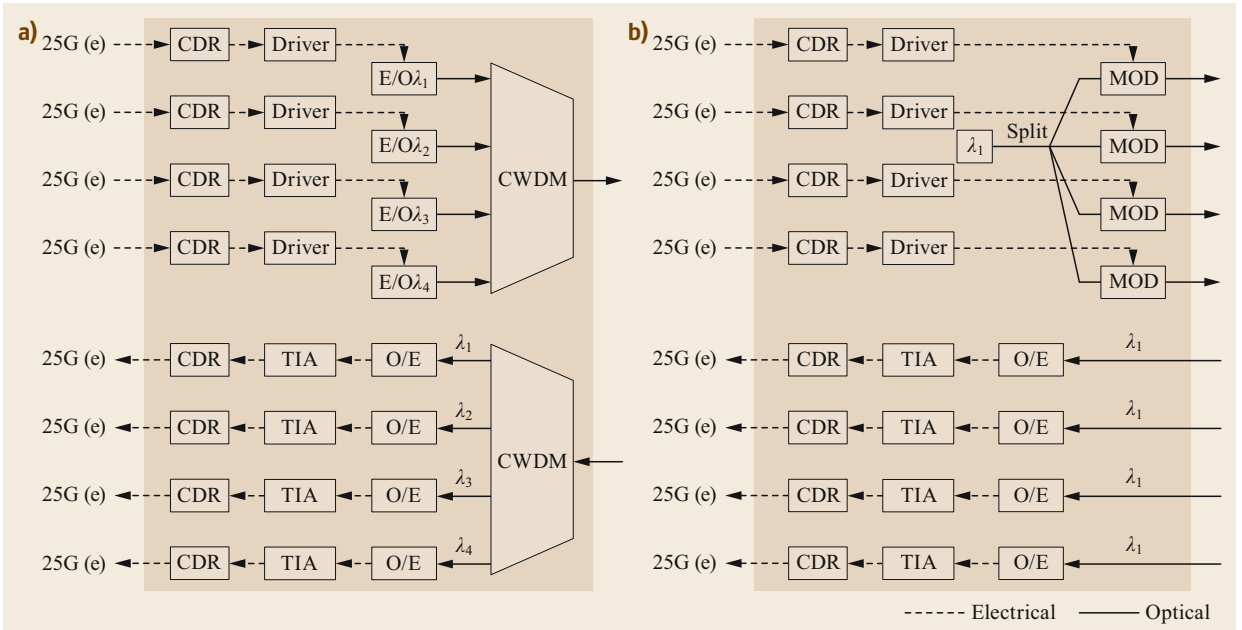 a)
25G (e) CDR Driver
E/Oλ1
25G (e) CDR Driver
E/Oλ2
25G (e) CDR Driver
E/Oλ3
25G (e) CDR Driver
E/Oλ4
CWDM
25G (e) CDR TIA O/E λ1
25G (e) CDR TIA O/E λ2
25G (e) CDR TIA O/E λ3
25G (e) CDR TIA O/E λ4
CWDM
b)
25G (e) CDR Driver
MOD
25G (e) CDR Driver
λ1 Split MOD
25G (e) CDR Driver
MOD
25G (e) CDR Driver
MOD
25G (e) CDR TIA O/E λ1
25G (e) CDR TIA O/E λ1
25G (e) CDR TIA O/E λ1
25G (e) CDR TIA O/E λ1
Electrical Optical